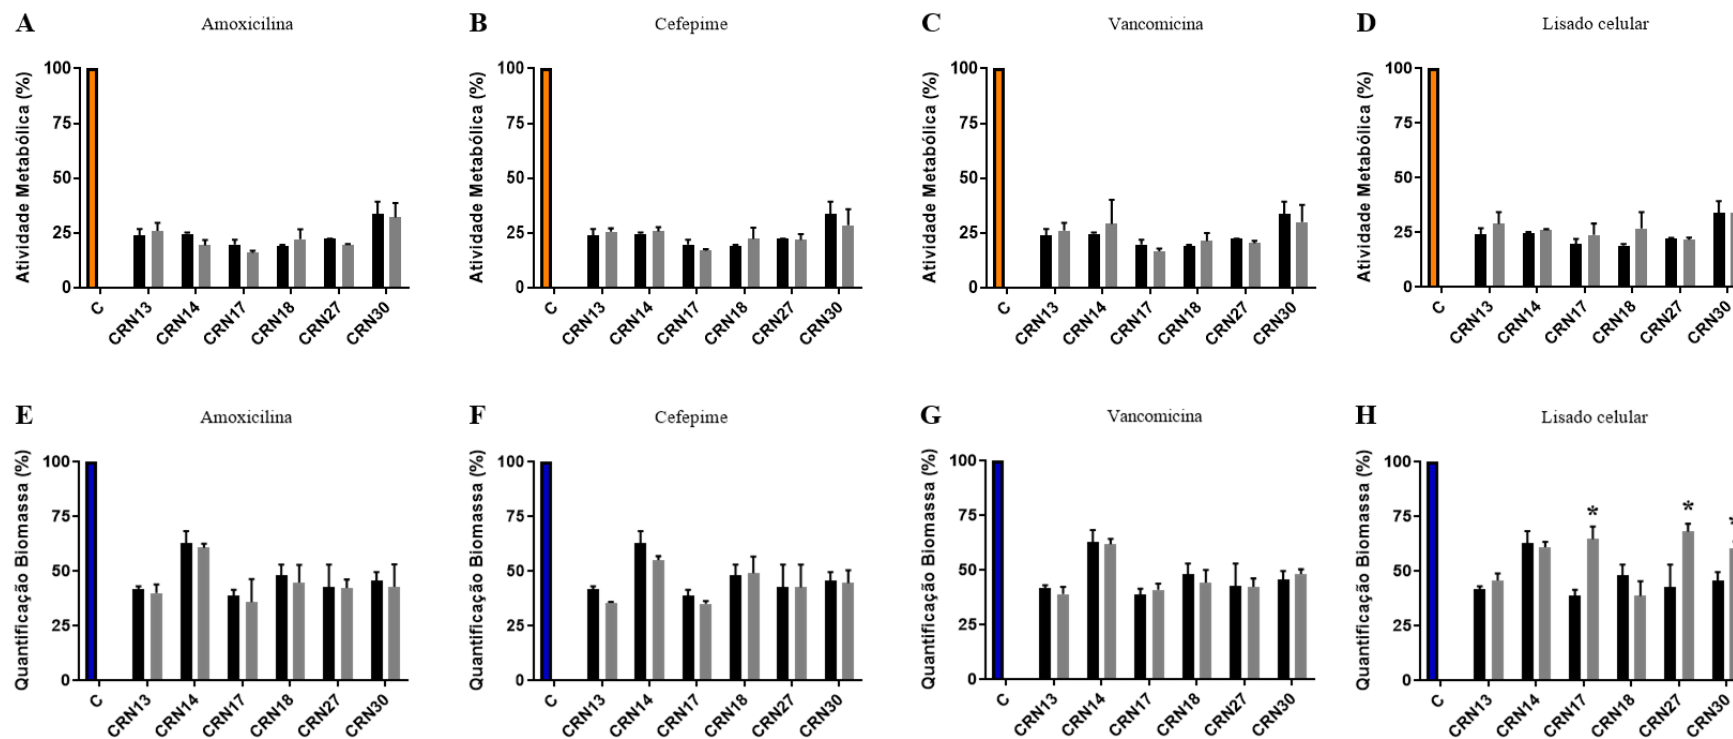 A Amoxicilina
Atividade Metabólica (%)
100
75
50
25
0
C CRN13 CRN14 CRN17 CRN18 CRN27 CRN30
B Cefepime
Atividade Metabólica (%)
100
75
50
25
0
C CRN13 CRN14 CRN17 CRN18 CRN27 CRN30
C Vancomicina
Atividade Metabólica (%)
100
75
50
25
0
C CRN13 CRN14 CRN17 CRN18 CRN27 CRN30
D Lisado celular
Atividade Metabólica (%)
100
75
50
25
0
C CRN13 CRN14 CRN17 CRN18 CRN27 CRN30
E Amoxicilina
Quantificação Biomassa (%)
100
75
50
25
0
C CRN13 CRN14 CRN17 CRN18 CRN27 CRN30
F Cefepime
Quantificação Biomassa (%)
100
75
50
25
0
C CRN13 CRN14 CRN17 CRN18 CRN27 CRN30
G Vancomicina
Quantificação Biomassa (%)
100
75
50
25
0
C CRN13 CRN14 CRN17 CRN18 CRN27 CRN30
H Lisado celular
Quantificação Biomassa (%)
100
75
50
25
0
* * *
C CRN13 CRN14 CRN17 CRN18 CRN27 CRN30